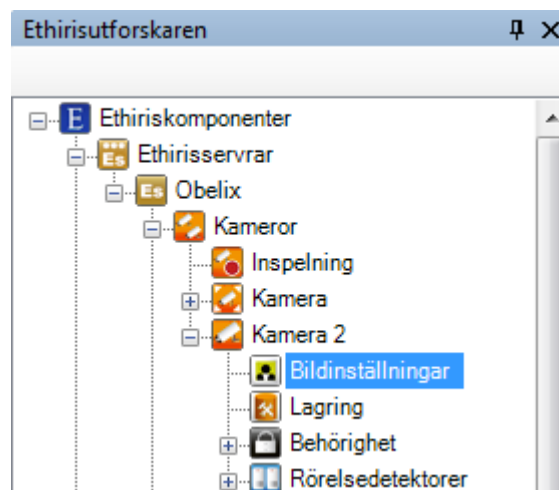 Ethirisutforskaren
Ethiriskomponenter
Ethirisservrar
Obelix
Kameror
Inspelning
Kamera
Kamera 2
Bildinställningar
Lagring
Behörighet
Rörelsedetektorer